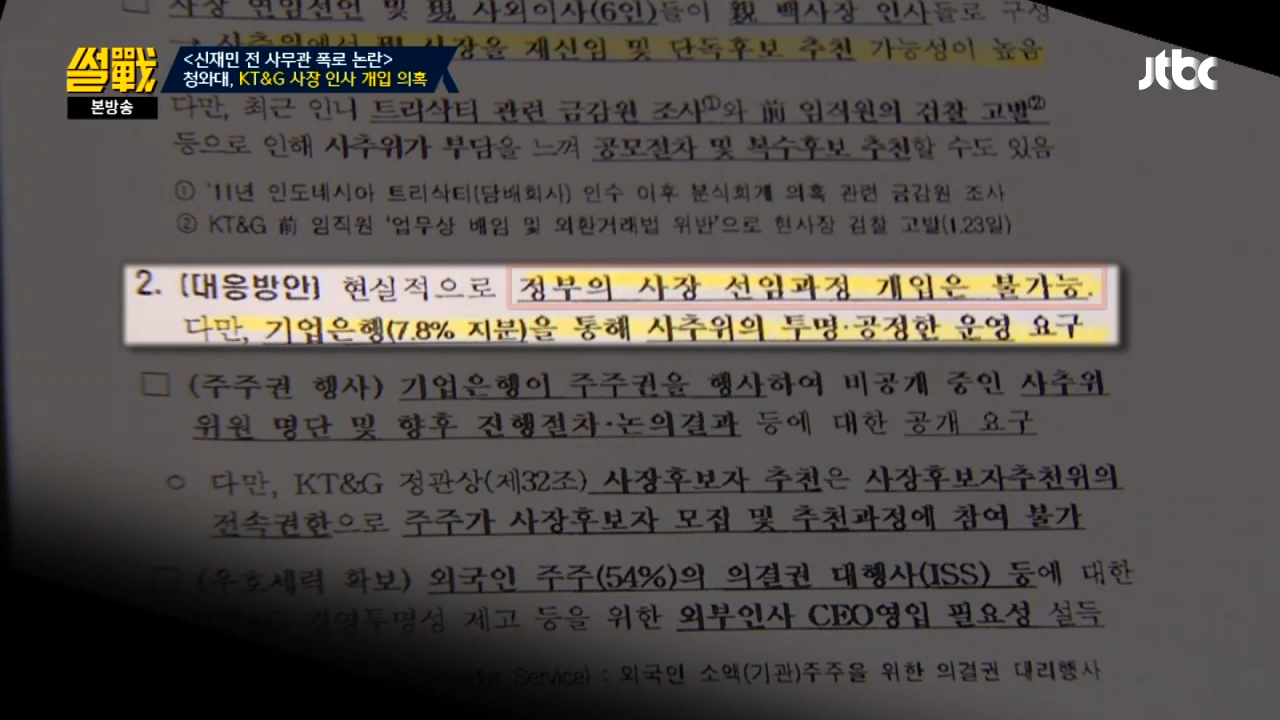 □ 사장 연임선언 및 現 사외이사(6인)들이 親 백사장 인사들로 구성
→ 사추위에서 現 사장을 재신임 및 단독후보 추천 가능성이 높음
썰戰
본방송
<신재민 전 사무관 폭로 논란>
청와대, KT&G 사장 인사 개입 의혹
jtbc
다만, 최근 인니 트리삭티 관련 금감원 조사①와 前 임직원의 검찰 고발②
등으로 인해 사추위가 부담을 느껴 공모절차 및 복수후보 추천할 수도 있음
① '11년 인도네시아 트리삭티(담배회사) 인수 이후 분식회계 의혹 관련 금감원 조사
② KT&G 前 임직원 '업무상 배임 및 외환거래법 위반'으로 현사장 검찰 고발(1.23일)
2. [대응방안] 현실적으로 정부의 사장 선임과정 개입은 불가능.
다만, 기업은행(7.8% 지분)을 통해 사추위의 투명·공정한 운영 요구
□ (주주권 행사) 기업은행이 주주권을 행사하여 비공개 중인 사추위
위원 명단 및 향후 진행절차·논의결과 등에 대한 공개 요구
○ 다만, KT&G 정관상(제32조) 사장후보자 추천은 사장후보자추천위의
전속권한으로 주주가 사장후보자 모집 및 추천과정에 참여 불가
□ (우호세력 확보) 외국인 주주(54%)의 의결권 대행사(ISS) 등에 대한
경영투명성 제고 등을 위한 외부인사 CEO영입 필요성 설득
Service) : 외국인 소액(기관)주주을 위한 의결권 대리행사